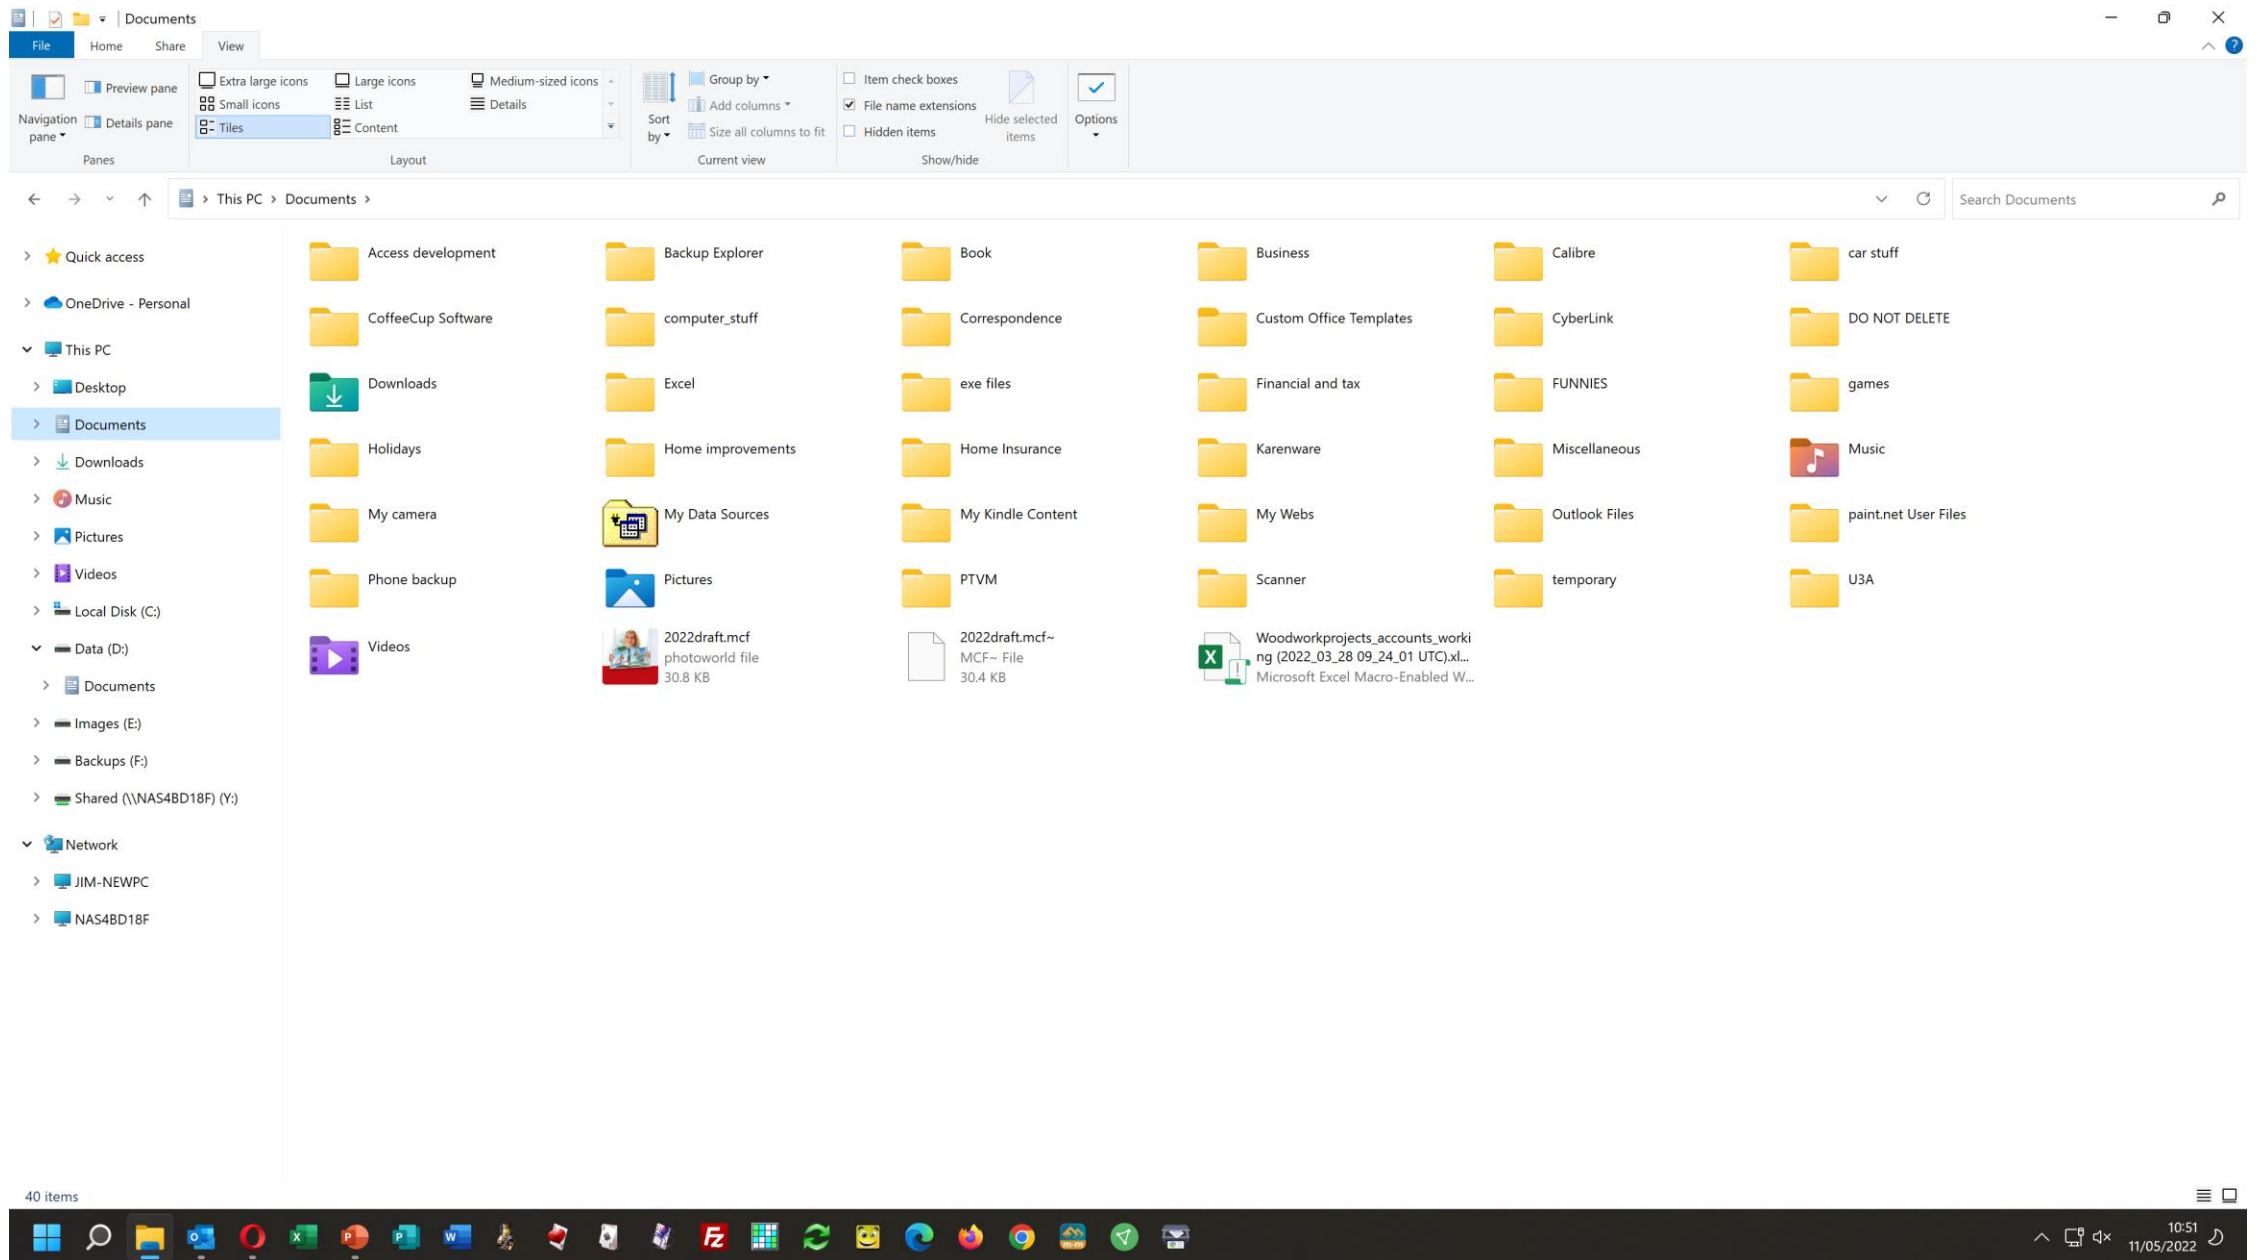 Documents
File Home Share View
Navigation pane
Preview pane
Details pane
Panes
Extra large icons Large icons Medium-sized icons
Small icons List Details
Tiles Content
Layout
Sort by
Group by
Add columns
Size all columns to fit
Current view
Item check boxes
File name extensions
Hidden items
Hide selected items
Show/hide
Options
This PC > Documents >
Search Documents
Quick access
OneDrive - Personal
This PC
Desktop
Documents
Downloads
Music
Pictures
Videos
Local Disk (C:)
Data (D:)
Documents
Images (E:)
Backups (F:)
Shared (\\NAS4BD18F) (Y:)
Network
JIM-NEWPC
NAS4BD18F
Access development Backup Explorer Book Business Calibre car stuff
CoffeeCup Software computer_stuff Correspondence Custom Office Templates CyberLink DO NOT DELETE
Downloads Excel exe files Financial and tax FUNNIES games
Holidays Home improvements Home Insurance Karenware Miscellaneous Music
My camera My Data Sources My Kindle Content My Webs Outlook Files paint.net User Files
Phone backup Pictures PTVM Scanner temporary U3A
Videos
2022draft.mcf
photoworld file
30.8 KB
2022draft.mcf~
MCF~ File
30.4 KB
Woodworkprojects_accounts_worki
ng (2022_03_28 09_24_01 UTC).xl...
Microsoft Excel Macro-Enabled W...
40 items
10:51
11/05/2022